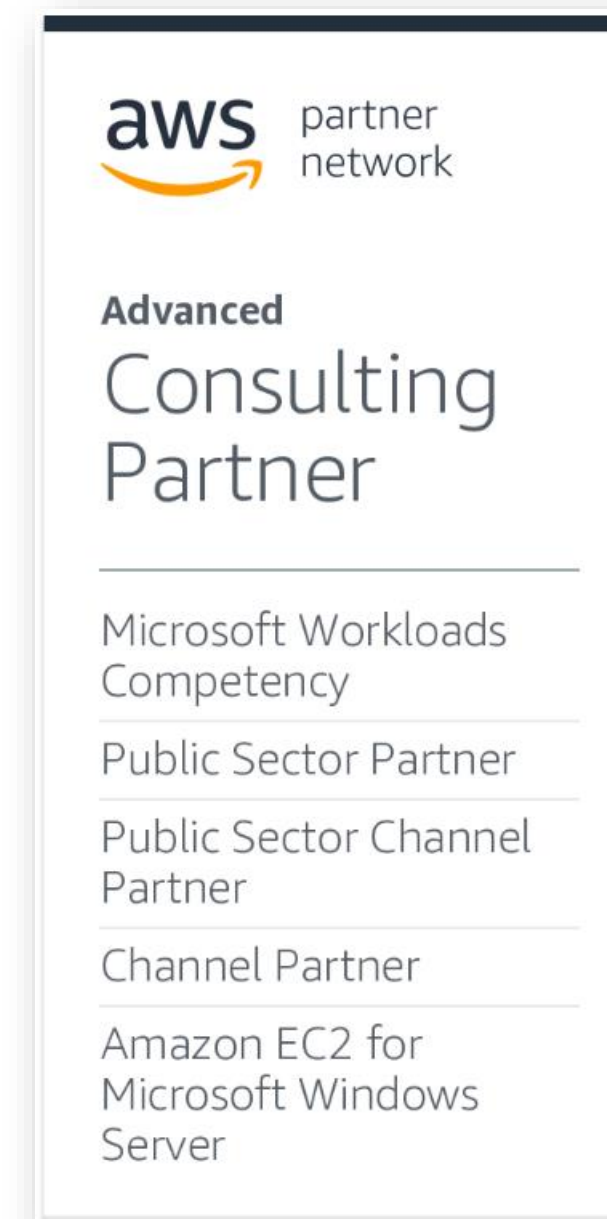 aws partner
network
Advanced
Consulting
Partner
Microsoft Workloads
Competency
Public Sector Partner
Public Sector Channel
Partner
Channel Partner
Amazon EC2 for
Microsoft Windows
Server